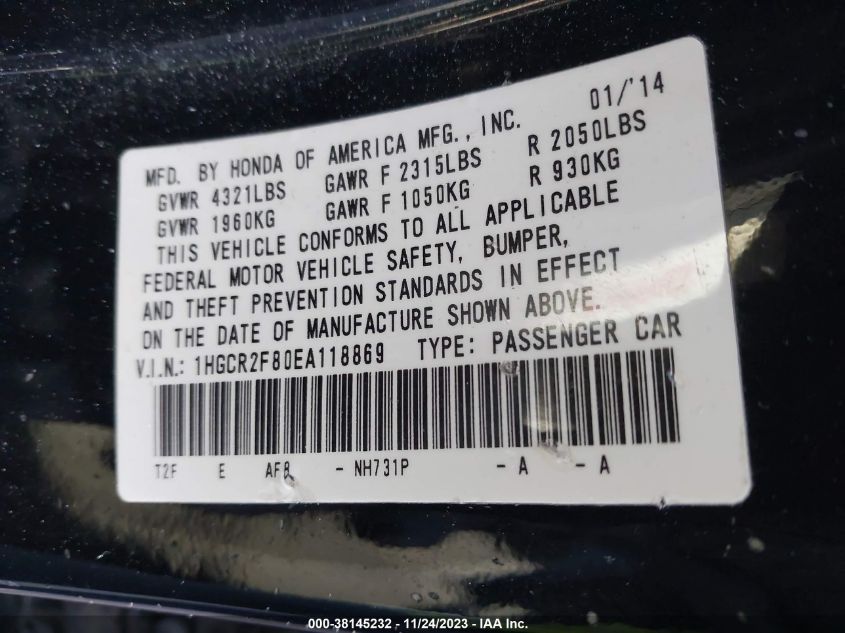 01/'14
MFD. BY HONDA OF AMERICA MFG., INC.
GVWR 4321LBS GAWR F 2315LBS R 2050LBS
GVWR 1960KG GAWR F 1050KG R 930KG
THIS VEHICLE CONFORMS TO ALL APPLICABLE
FEDERAL MOTOR VEHICLE SAFETY, BUMPER,
AND THEFT PREVENTION STANDARDS IN EFFECT
ON THE DATE OF MANUFACTURE SHOWN ABOVE.
V.I.N.: 1HGCR2F80EA118869 TYPE: PASSENGER CAR
T2F E AF8 - NH731P - A - A
000-38145232 - 11/24/2023 - IAA Inc.